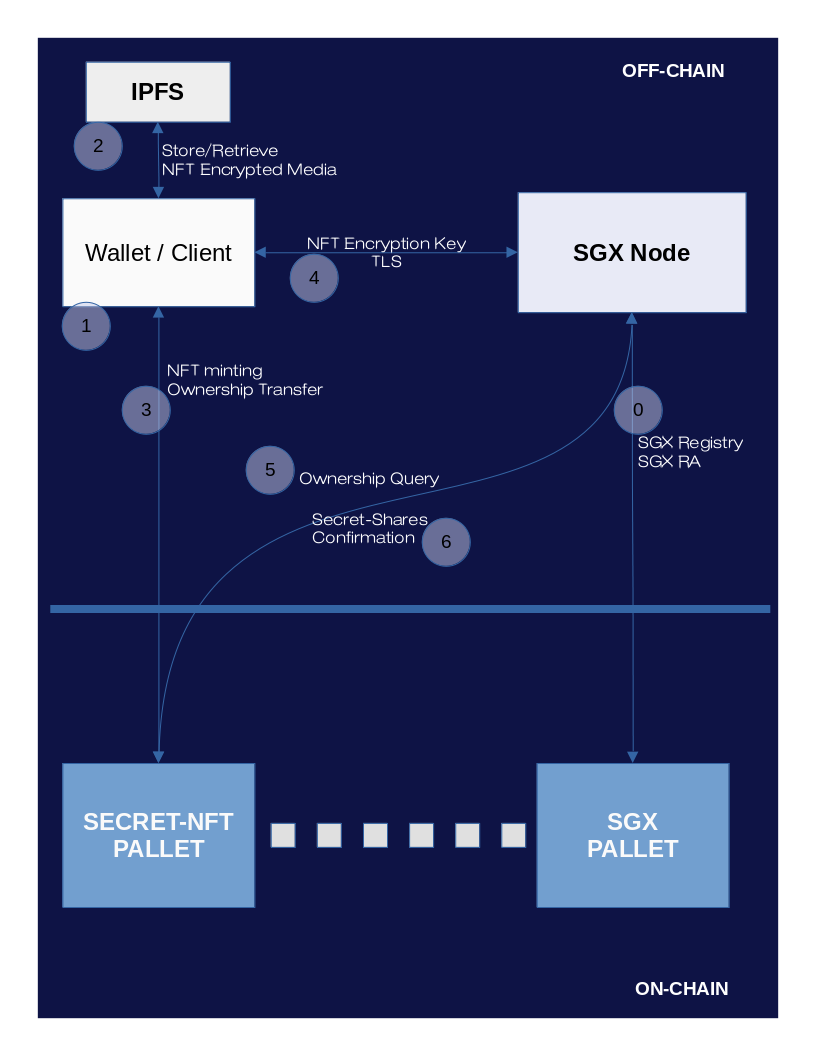 OFF-CHAIN
IPFS
2
Store/Retrieve
NFT Encrypted Media
Wallet / Client
NFT Encryption Key
TLS
SGX Node
4
1
NFT minting
Ownership Transfer
3
0
SGX Registry
SGX RA
5
Ownership Query
Secret-Shares
Confirmation
6
SECRET-NFT
PALLET
SGX
PALLET
ON-CHAIN